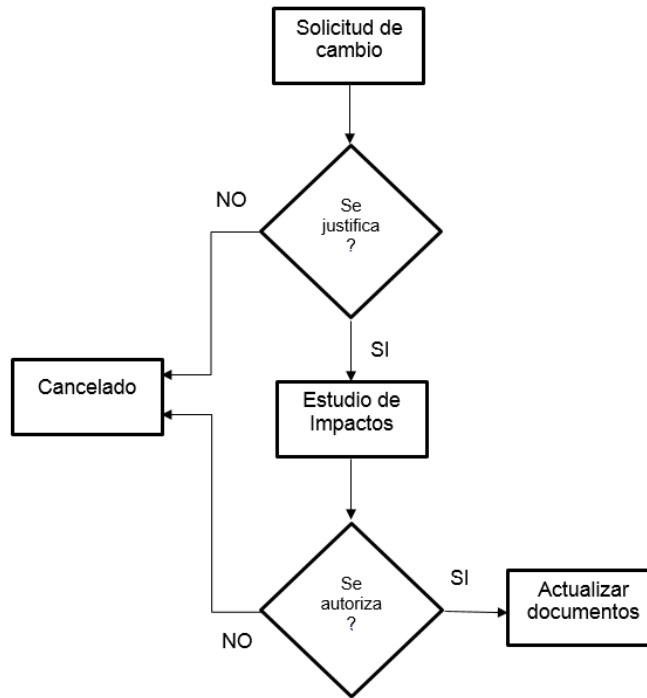 Solicitud de
cambio
NO
Se
justifica
?
SI
Cancelado
Estudio de
Impactos
Se
autoriza
?
SI
NO
Actualizar
documentos